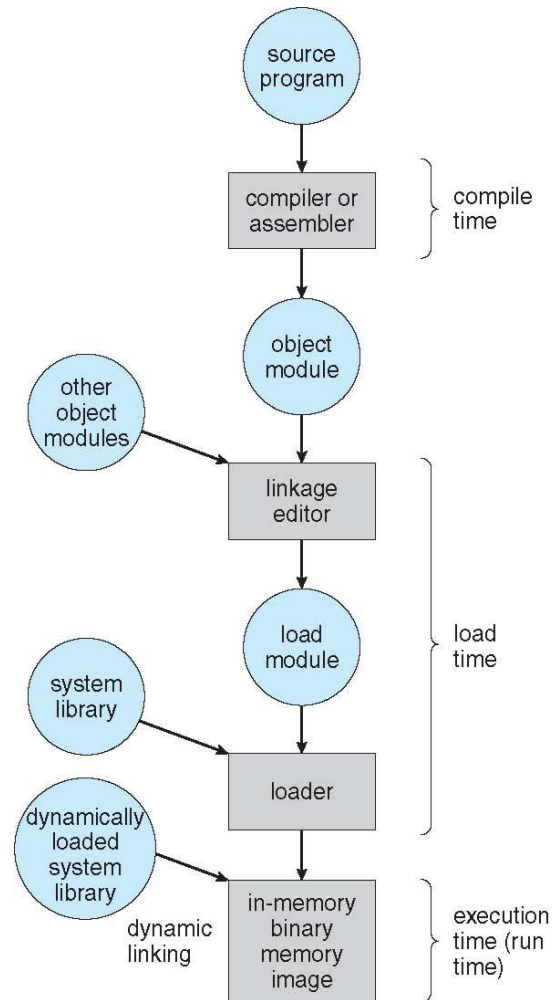 source
program
compiler or
assembler
compile
time
object
module
other
object
modules
linkage
editor
load
module
load
time
system
library
loader
dynamically
loaded
system
library
dynamic
linking
in-memory
binary
memory
image
execution
time (run
time)